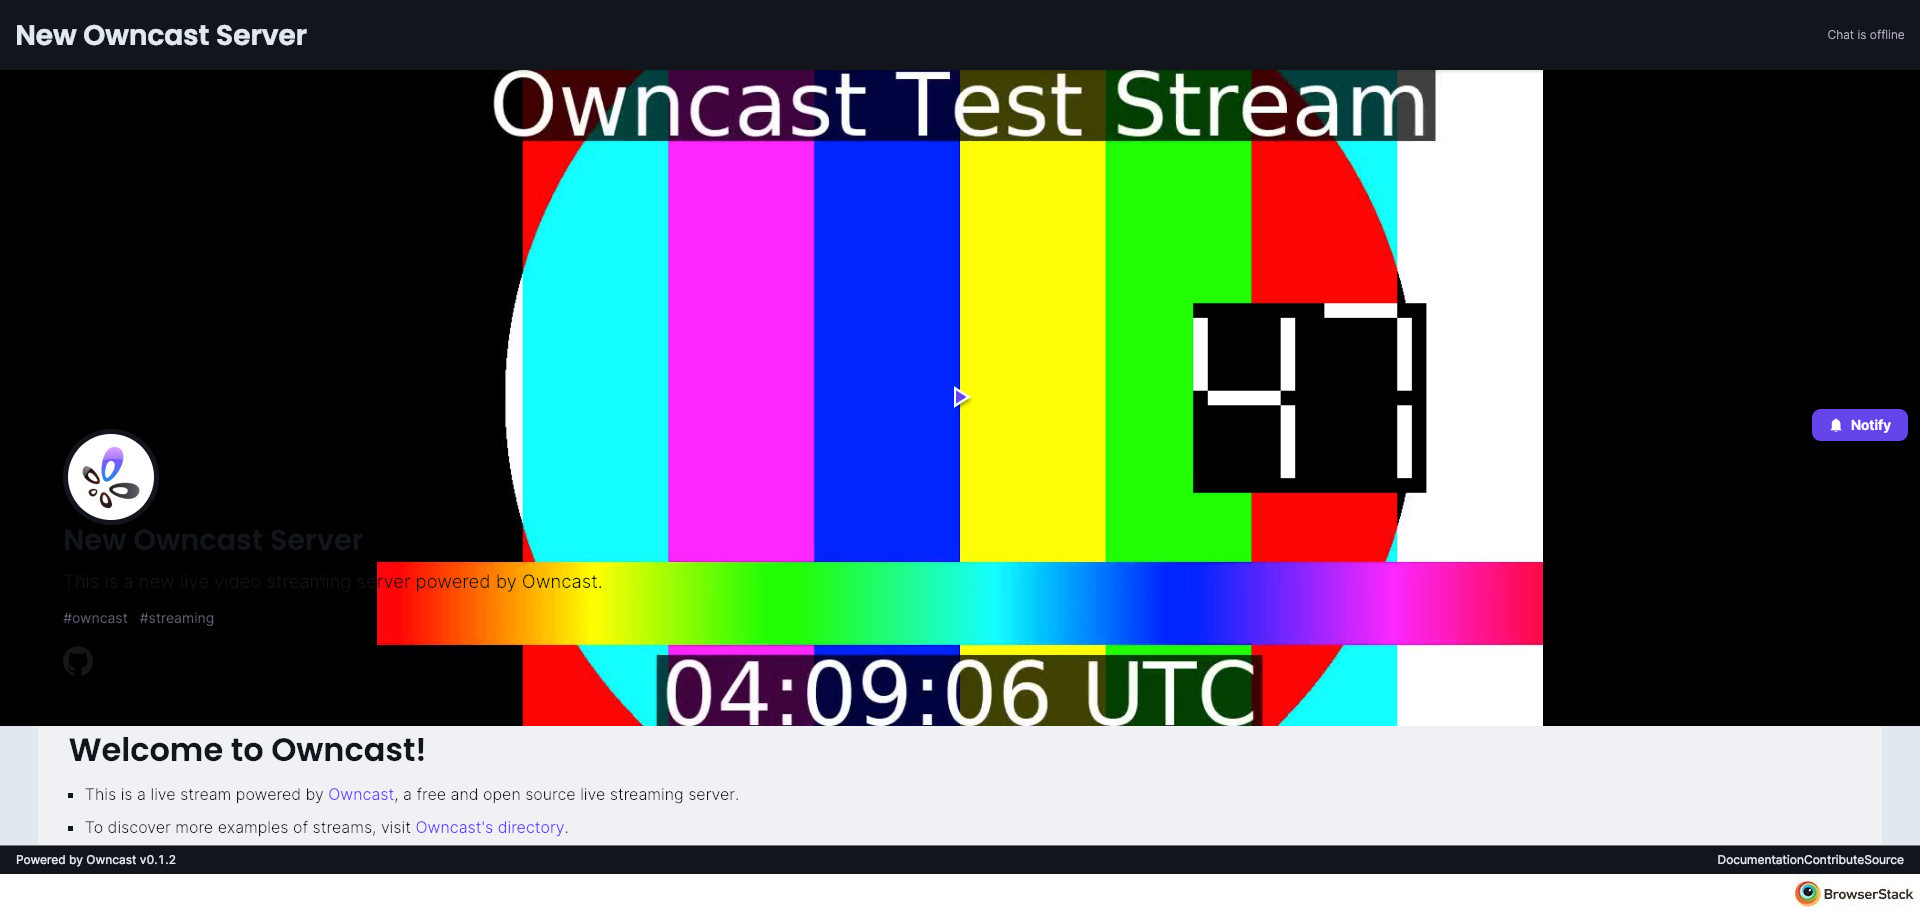 New Owncast Server
Chat is offline
Owncast Test Stream
47
Notify
New Owncast Server
This is a new live video streaming server powered by Owncast.
#owncast #streaming
04:09:06 UTC
Welcome to Owncast!
This is a live stream powered by Owncast, a free and open source live streaming server.
To discover more examples of streams, visit Owncast's directory.
Powered by Owncast v0.1.2
DocumentationContributeSource
BrowserStack